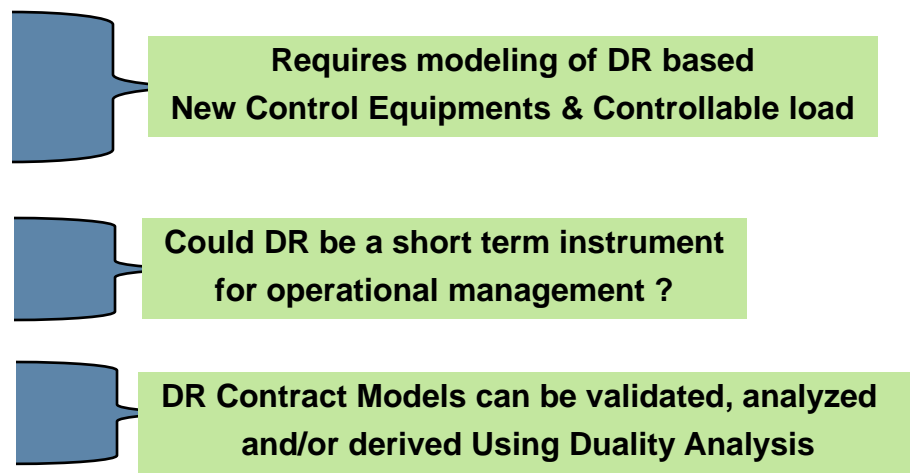 Requires modeling of DR based
New Control Equipments & Controllable load
Could DR be a short term instrument
for operational management ?
DR Contract Models can be validated, analyzed
and/or derived Using Duality Analysis